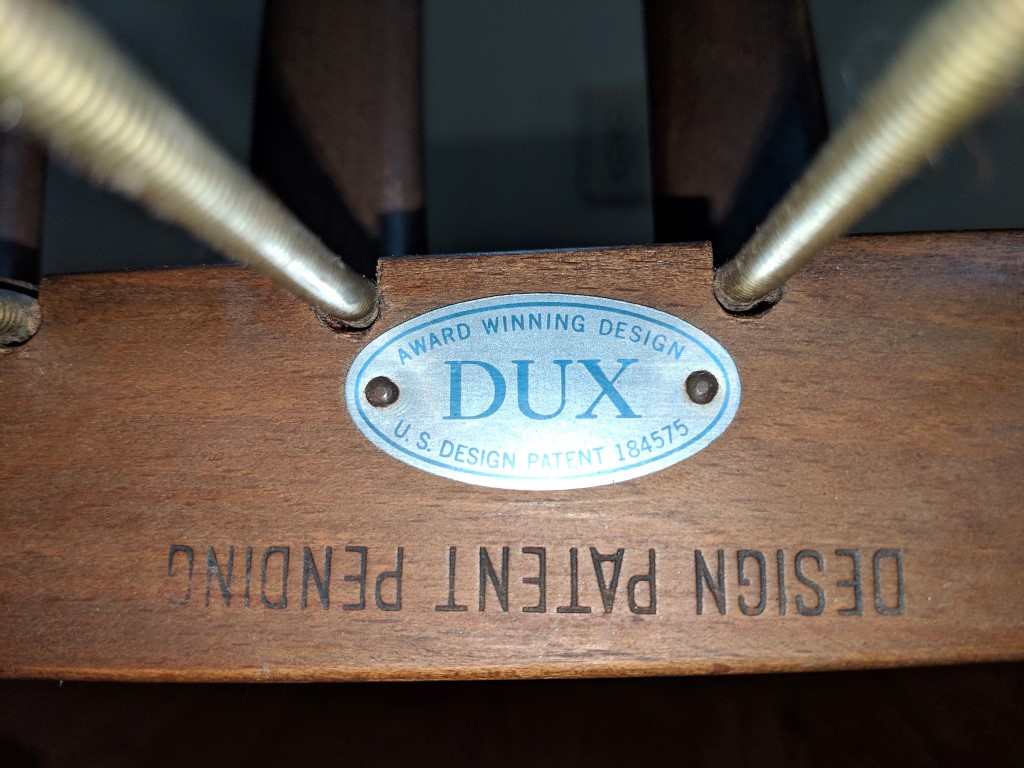 AWARD WINNING DESIGN
DUX
U. S. DESIGN PATENT 184575
DESIGN PATENT PENDING